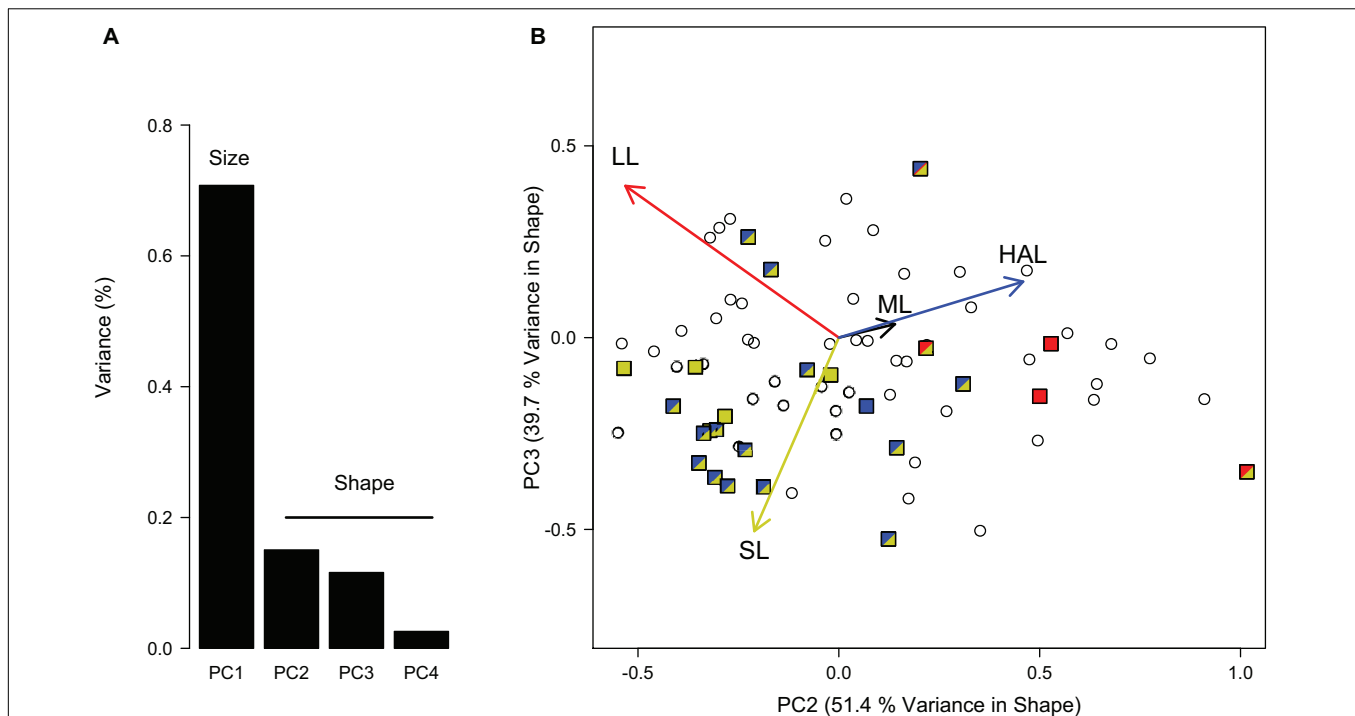 A
Variance (%)
0.8
0.6
0.4
0.2
0.0
Size
Shape
PC1 PC2 PC3 PC4
B
PC3 (39.7 % Variance in Shape)
0.5
0.0
-0.5
LL
HAL
ML
SL
-0.5 0.0 0.5 1.0
PC2 (51.4 % Variance in Shape)